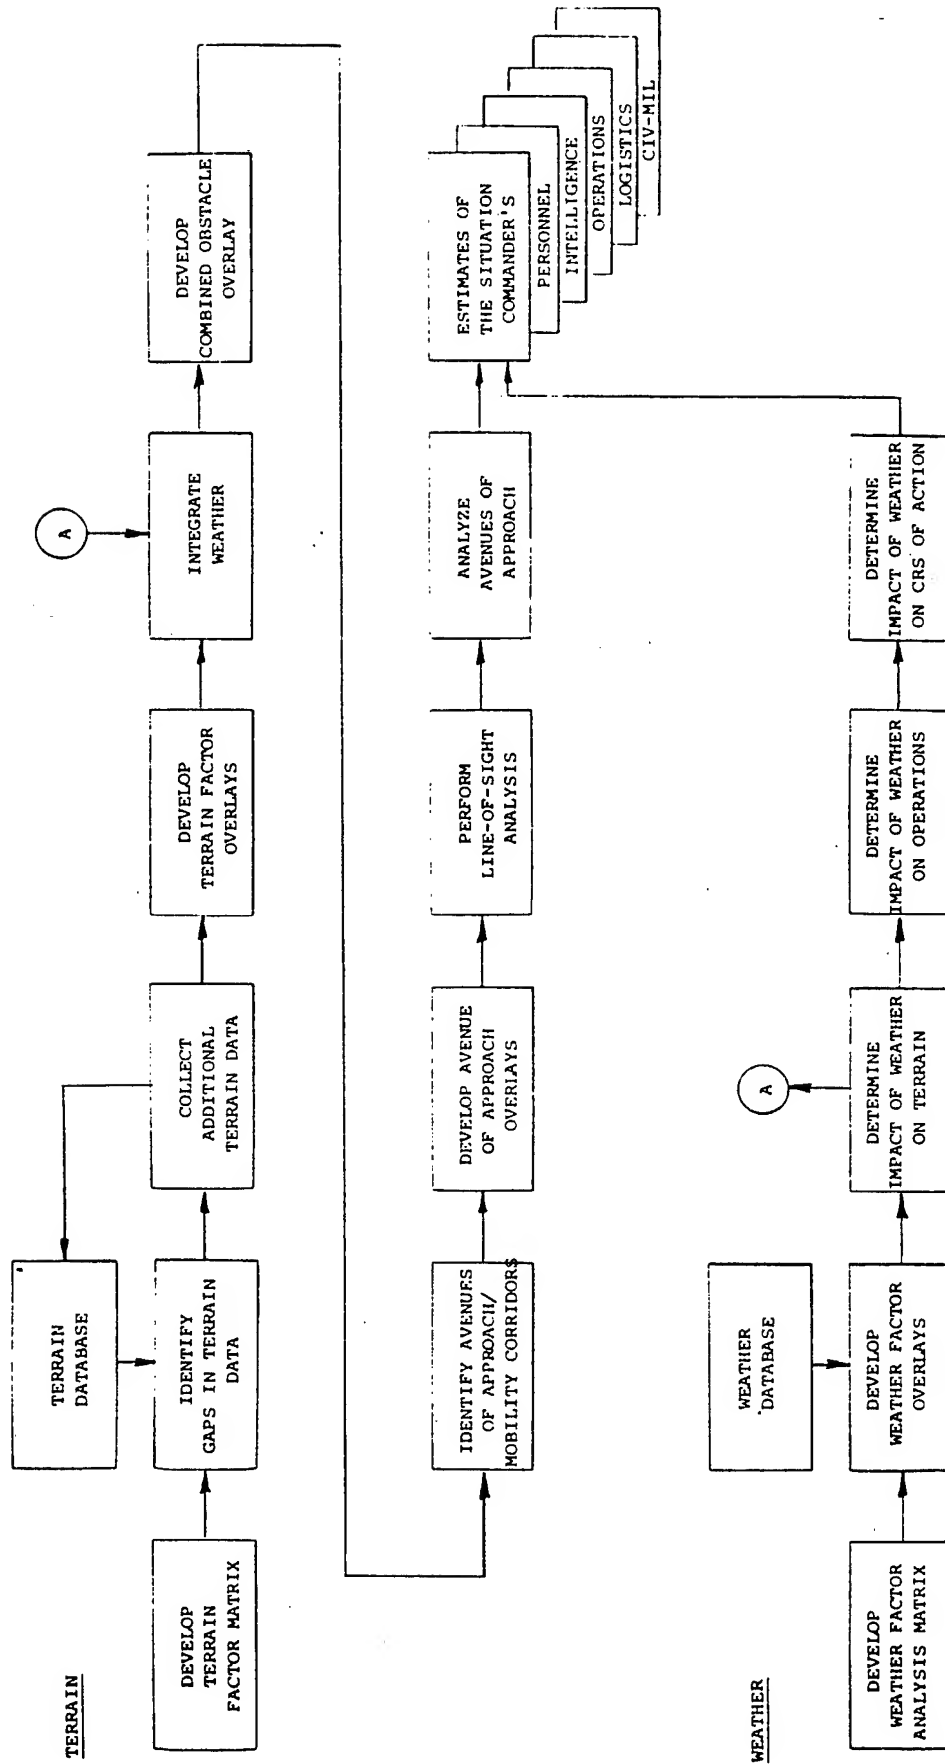 TERRAIN
TERRAIN
DATABASE
A
DEVELOP
TERRAIN
FACTOR MATRIX
IDENTIFY
GAPS IN TERRAIN
DATA
COLLECT
ADDITIONAL
TERRAIN DATA
DEVELOP
TERRAIN FACTOR
OVERLAYS
INTEGRATE
WEATHER
DEVELOP
COMBINED OBSTACLE
OVERLAY
IDENTIFY AVENUES
OF APPROACH/
MOBILITY CORRIDORS
DEVELOP AVENUE
OF APPROACH
OVERLAYS
PERFORM
LINE-OF-SIGHT
ANALYSIS
ANALYZE
AVENUES OF
APPROACH
ESTIMATES OF
THE SITUATION
COMMANDER'S
PERSONNEL
INTELLIGENCE
OPERATIONS
LOGISTICS
CIV-MIL
WEATHER
WEATHER
DATABASE
A
DEVELOP
WEATHER FACTOR
ANALYSIS MATRIX
DEVELOP
WEATHER FACTOR
OVERLAYS
DETERMINE
IMPACT OF WEATHER
ON TERRAIN
DETERMINE
IMPACT OF WEATHER
ON OPERATIONS
DETERMINE
IMPACT OF WEATHER
ON CRS OF ACTION